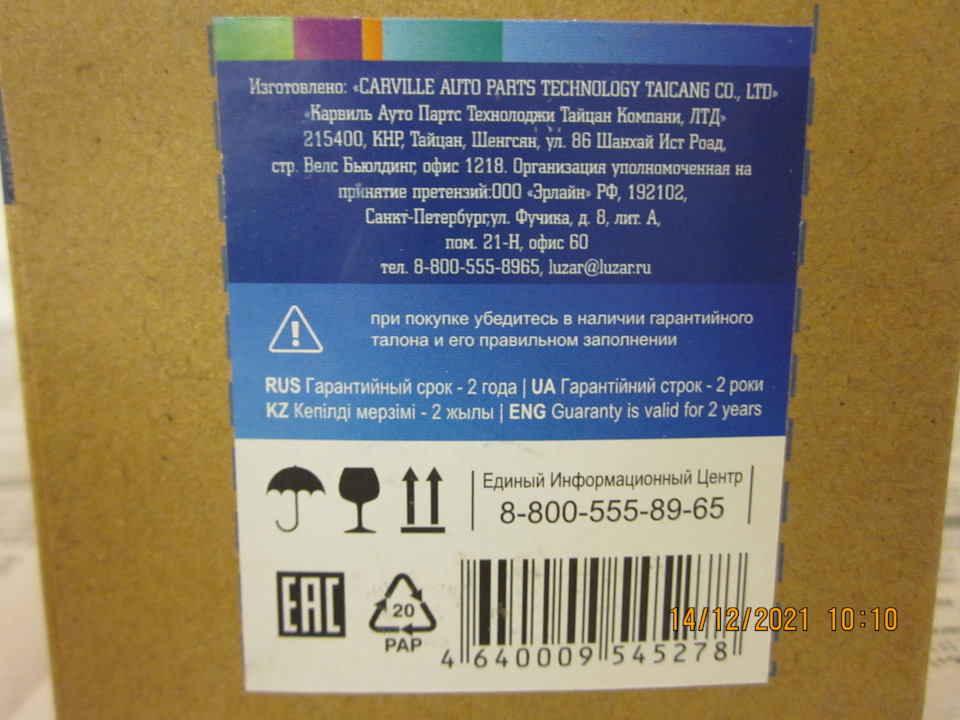 Изготовлено: «CARVILLE AUTO PARTS TECHNOLOGY TAICANG CO., LTD»
«Карвиль Ауто Партс Технолоджи Тайцан Компани, ЛТД»
215400, КНР, Тайцан, Шенгсян, ул. 86 Шанхай Ист Роад,
стр. Велс Бьюлдинг, офис 1218. Организация уполномоченная на
принятие претензий:ООО «Эрлайн» РФ, 192102,
Санкт-Петербург,ул. Фучика, д. 8, лит. А,
пом. 21-Н, офис 60
тел. 8-800-555-8965, luzar@luzar.ru
при покупке убедитесь в наличии гарантийного
талона и его правильном заполнении
RUS Гарантийный срок - 2 года | UA Гарантійний строк - 2 роки
KZ Кепілді мерзімі - 2 жылы | ENG Guaranty is valid for 2 years
Единый Информационный Центр
8-800-555-89-65
EAC
20
PAP
4 640009 545278
14/12/2021 10:10